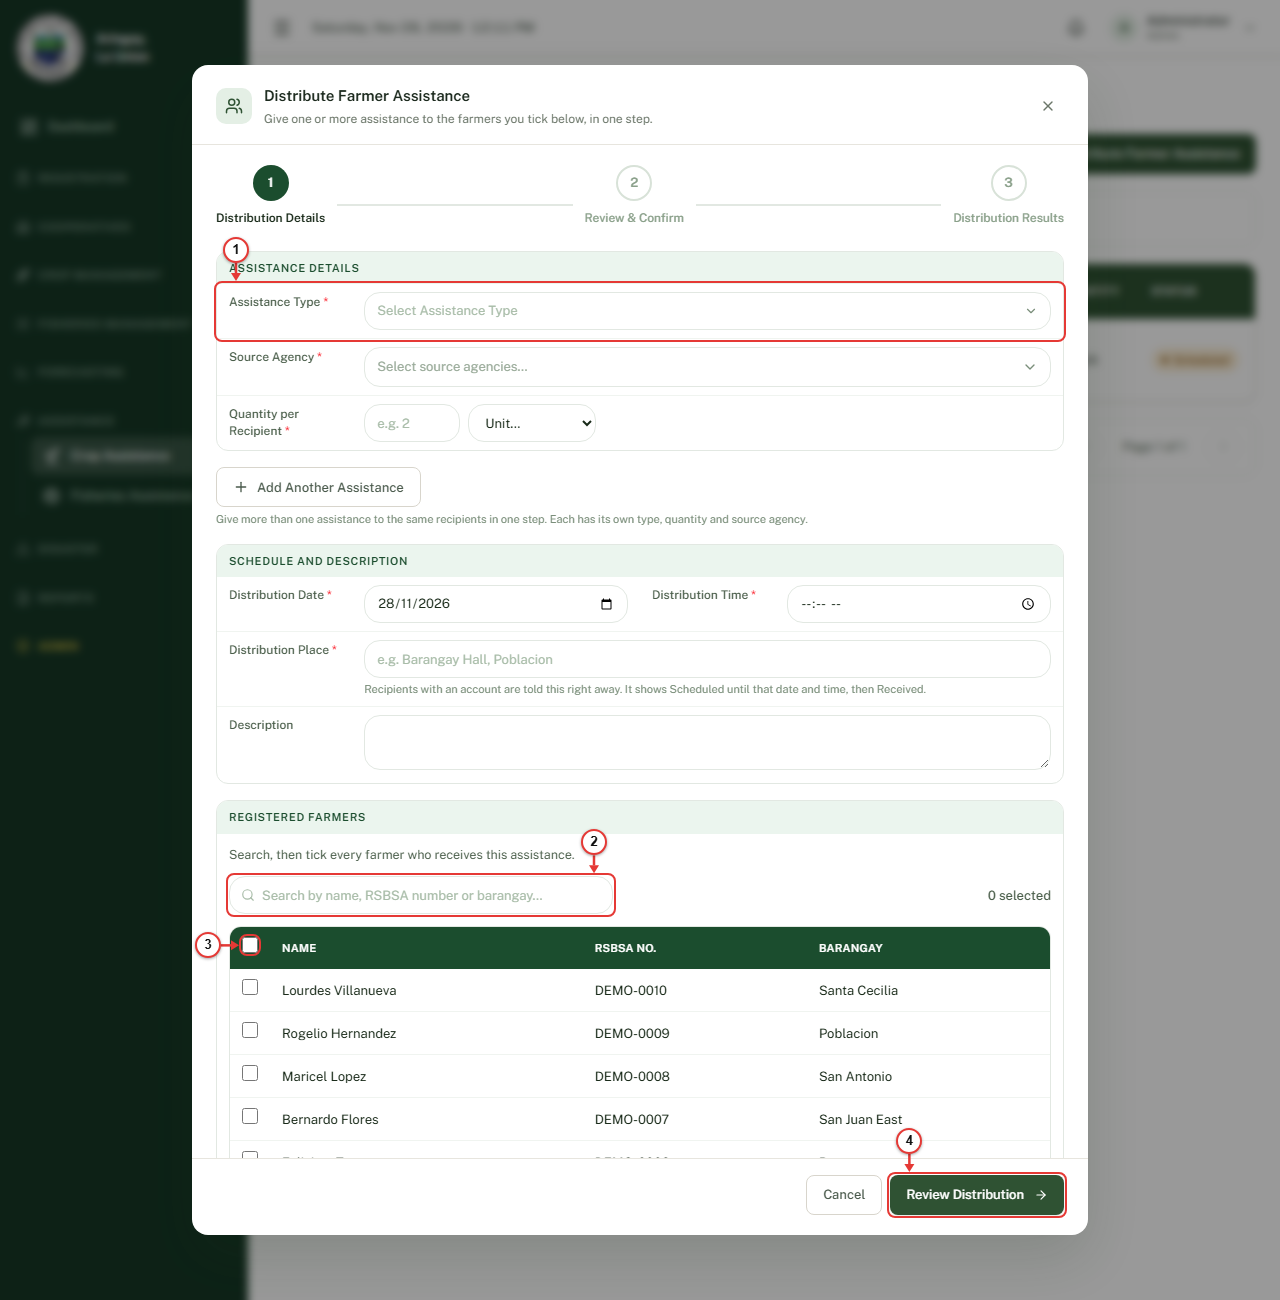 Distribute Farmer Assistance
Give one or more assistance to the farmers you tick below, in one step.
1
2
3
Distribution Details
Review & Confirm
Distribution Results
1
ASSISTANCE DETAILS
Assistance Type *
Select Assistance Type
Source Agency *
Select source agencies...
Quantity per
Recipient *
e.g. 2
Unit...
Add Another Assistance
Give more than one assistance to the same recipients in one step. Each has its own type, quantity and source agency.
SCHEDULE AND DESCRIPTION
Distribution Date *
28/11/2026
Distribution Time *
--:-- --
Distribution Place *
e.g. Barangay Hall, Poblacion
Recipients with an account are told this right away. It shows Scheduled until that date and time, then Received.
Description
REGISTERED FARMERS
2
Search, then tick every farmer who receives this assistance.
Search by name, RSBSA number or barangay...
0 selected
3
NAME RSBSA NO. BARANGAY
Lourdes Villanueva DEMO-0010 Santa Cecilia
Rogelio Hernandez DEMO-0009 Poblacion
Maricel Lopez DEMO-0008 San Antonio
Bernardo Flores DEMO-0007 San Juan East
4
Cancel
Review Distribution